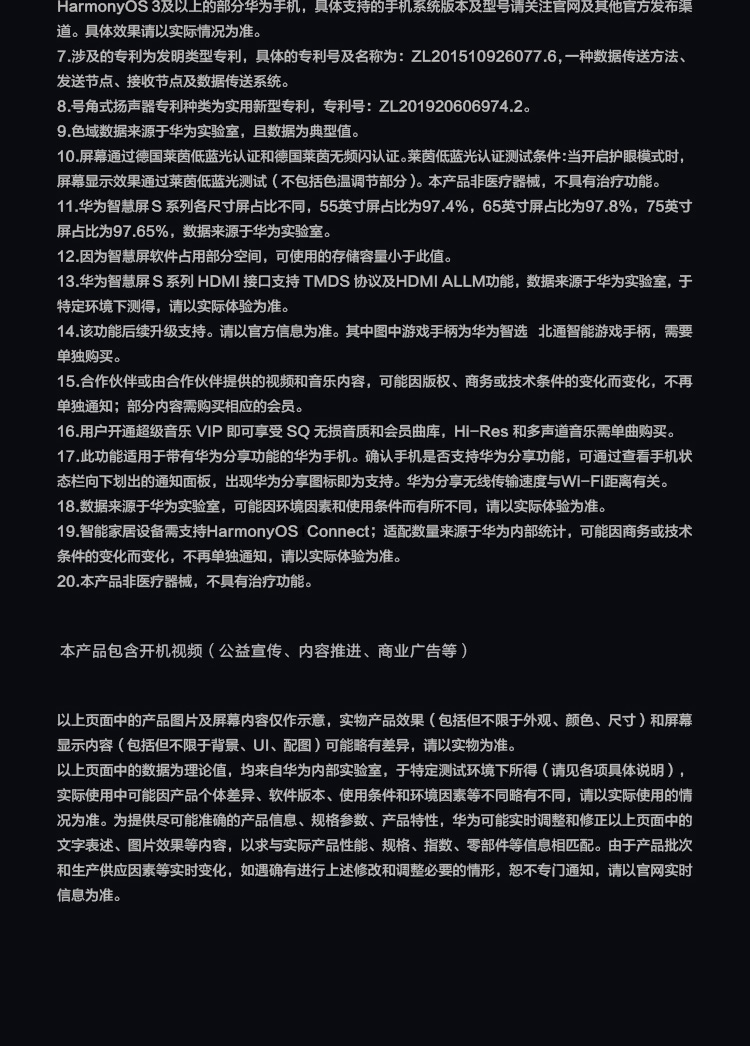 HarmonyOS 3及以上的部分华为手机，具体支持的手机系统版本及型号请关注官网及其他官方发布渠
道。具体效果请以实际情况为准。
7.涉及的专利为发明类型专利，具体的专利号及名称为：ZL201510926077.6,一种数据传送方法、
发送节点、接收节点及数据传送系统。
8.号角式扬声器专利种类为实用新型专利，专利号：ZL201920606974.2。
9.色域数据来源于华为实验室，且数据为典型值。
10.屏幕通过德国莱茵低蓝光认证和德国莱茵无频闪认证。莱茵低蓝光认证测试条件:当开启护眼模式时，
屏幕显示效果通过莱茵低蓝光测试（不包括色温调节部分）。本产品非医疗器械，不具有治疗功能。
11.华为智慧屏 S 系列各尺寸屏占比不同，55英寸屏占比为97.4%，65英寸屏占比为97.8%，75英寸
屏占比为97.65%，数据来源于华为实验室。
12.因为智慧屏软件占用部分空间，可使用的存储容量小于此值。
13.华为智慧屏 S 系列 HDMI 接口支持 TMDS 协议及HDMI ALLM功能，数据来源于华为实验室，于
特定环境下测得，请以实际体验为准。
14.该功能后续升级支持。请以官方信息为准。其中图中游戏手柄为华为智选 北通智能游戏手柄，需要
单独购买。
15.合作伙伴或由合作伙伴提供的视频和音乐内容，可能因版权、商务或技术条件的变化而变化，不再
单独通知；部分内容需购买相应的会员。
16.用户开通超级音乐 VIP 即可享受 SQ 无损音质和会员曲库，Hi-Res 和多声道音乐需单曲购买。
17.此功能适用于带有华为分享功能的华为手机。确认手机是否支持华为分享功能，可通过查看手机状
态栏向下划出的通知面板，出现华为分享图标即为支持。华为分享无线传输速度与Wi-Fi距离有关。
18.数据来源于华为实验室，可能因环境因素和使用条件而有所不同，请以实际体验为准。
19.智能家居设备需支持HarmonyOS Connect；适配数量来源于华为内部统计，可能因商务或技术
条件的变化而变化，不再单独通知，请以实际体验为准。
20.本产品非医疗器械，不具有治疗功能。
本产品包含开机视频（公益宣传、内容推进、商业广告等）
以上页面中的产品图片及屏幕内容仅作示意，实物产品效果（包括但不限于外观、颜色、尺寸）和屏幕
显示内容（包括但不限于背景、UI、配图）可能略有差异，请以实物为准。
以上页面中的数据为理论值，均来自华为内部实验室，于特定测试环境下所得（请见各项具体说明），
实际使用中可能因产品个体差异、软件版本、使用条件和环境因素等不同略有不同，请以实际使用的情
况为准。为提供尽可能准确的产品信息、规格参数、产品特性，华为可能实时调整和修正以上页面中的
文字表述、图片效果等内容，以求与实际产品性能、规格、指数、零部件等信息相匹配。由于产品批次
和生产供应因素等实时变化，如遇确有进行上述修改和调整必要的情形，恕不专门通知，请以官网实时
信息为准。